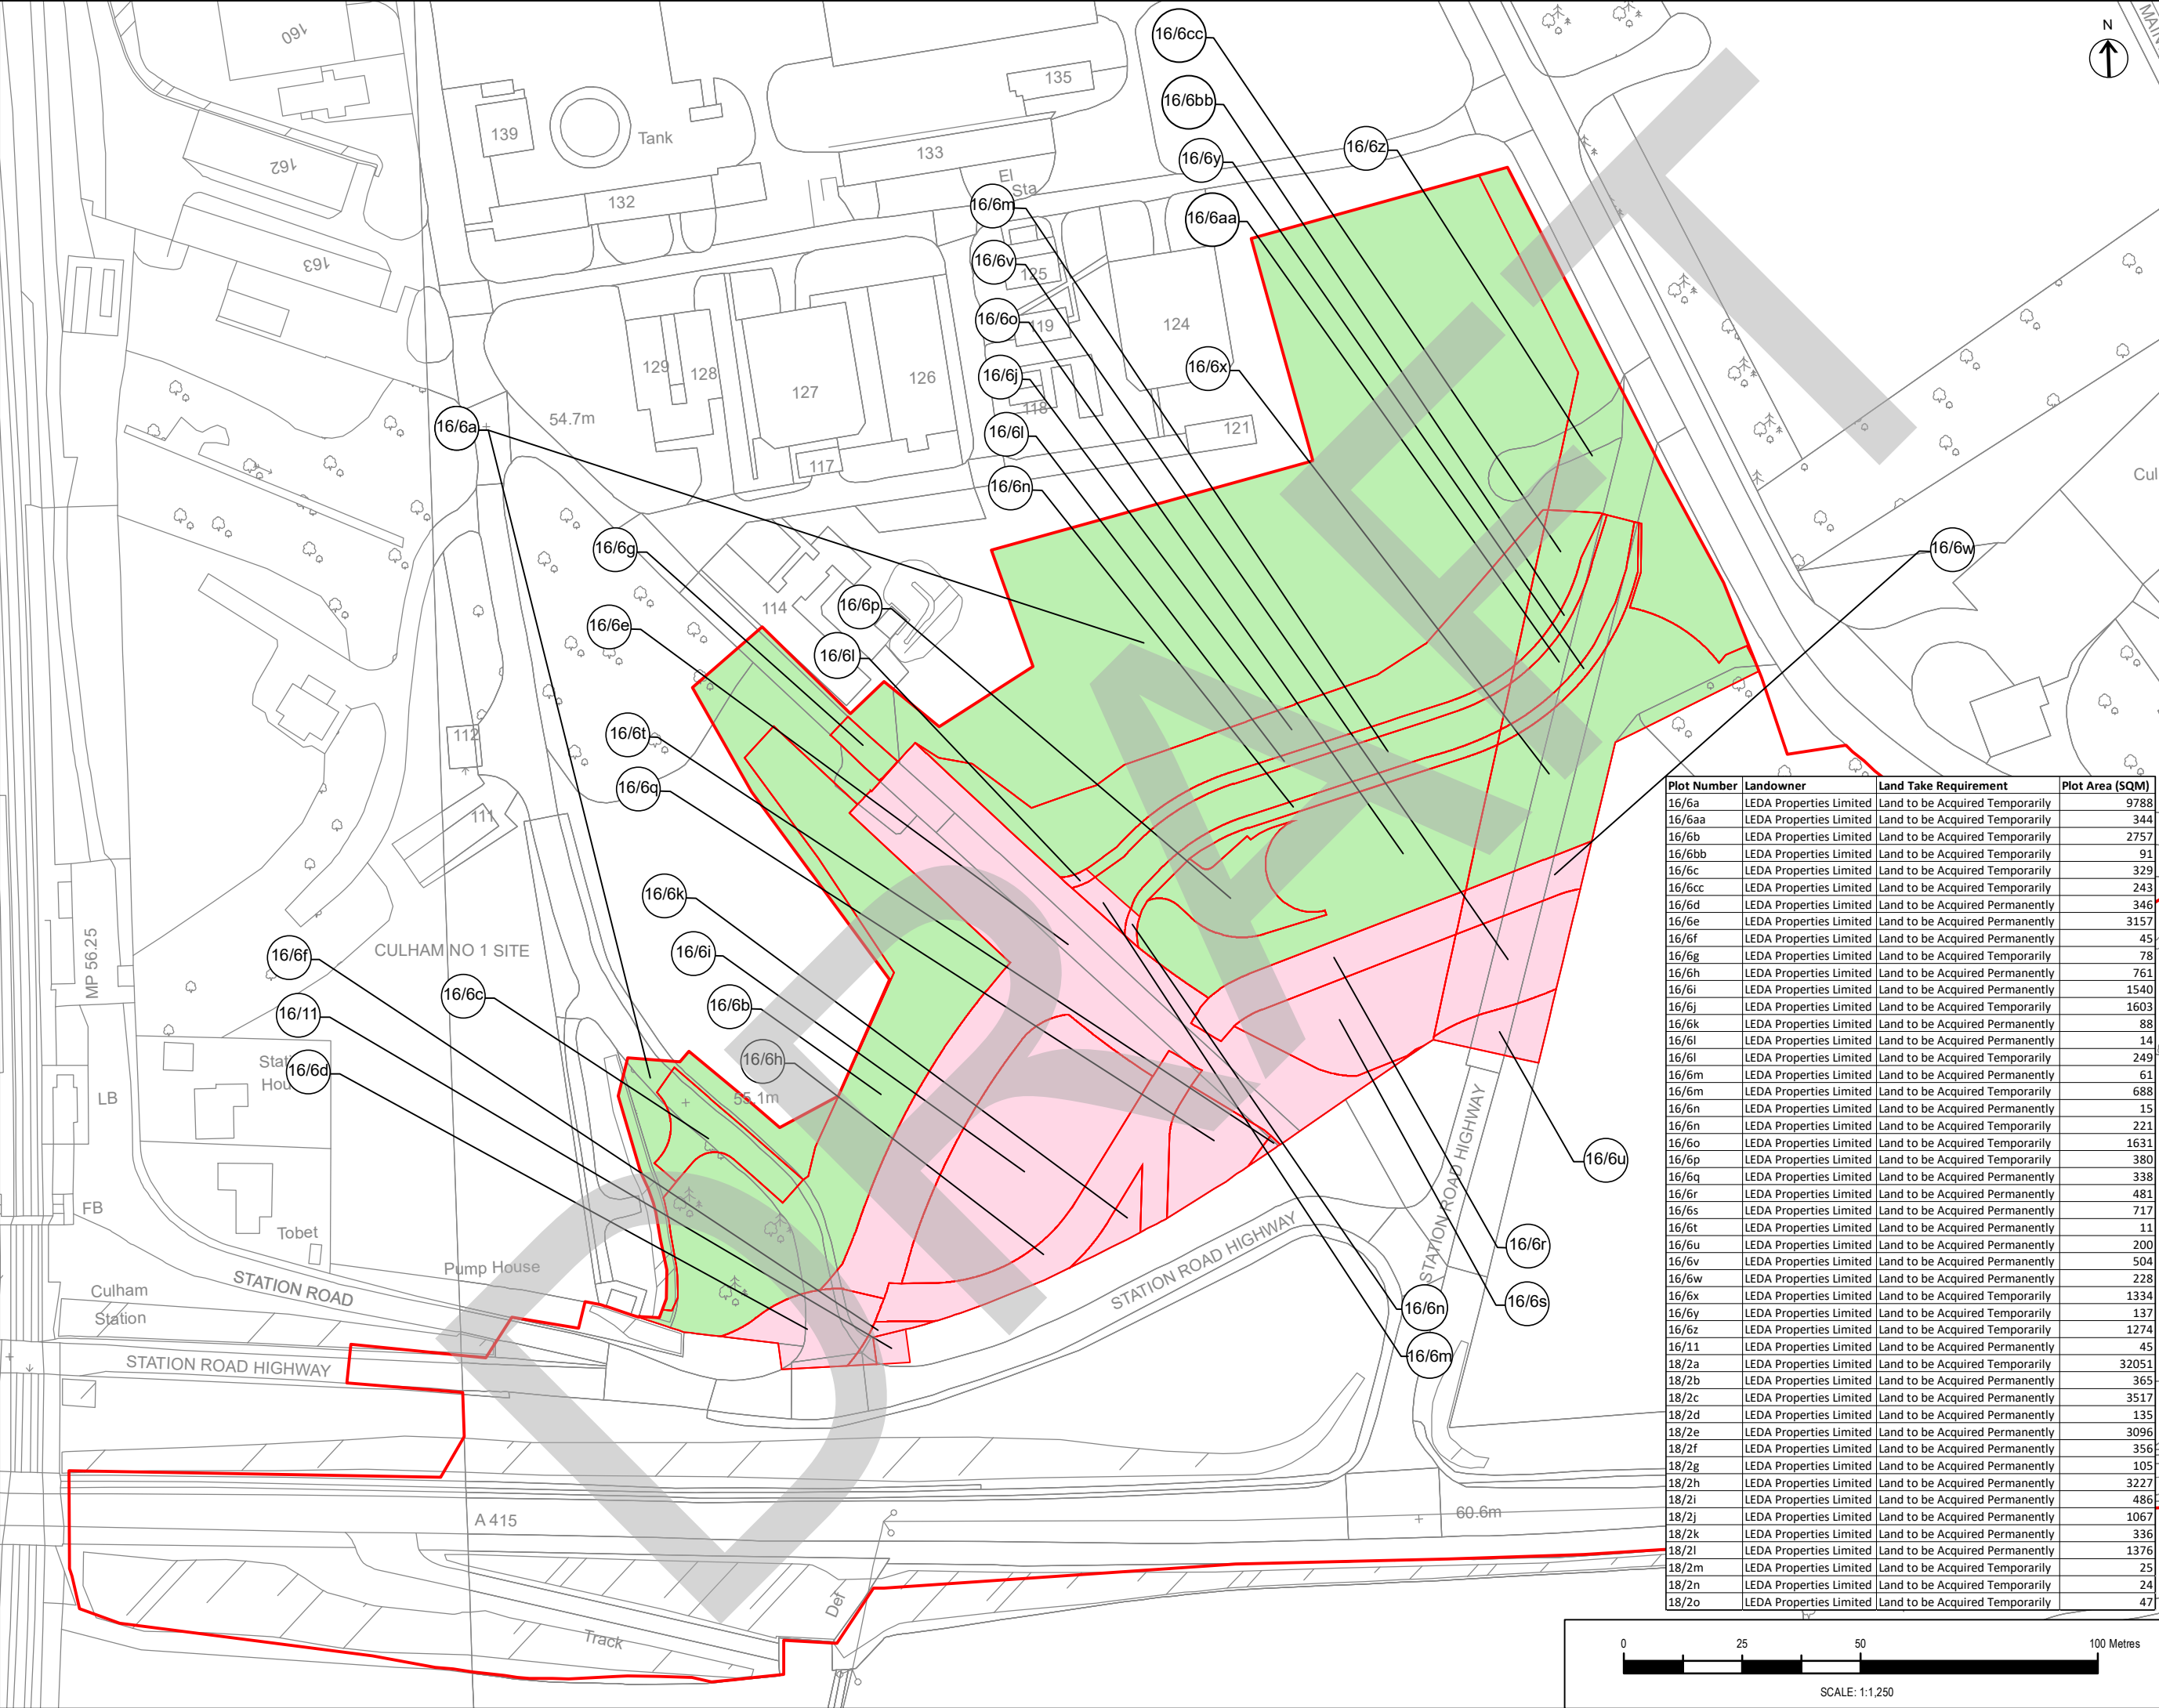 16/6cc
N
MAIN
160
135
16/6bb
139
Tank
133
16/6y
16/6z
162
El
Sta
132
16/6m
16/6aa
163
16/6v
125
16/6o
119
124
129
128
127
126
16/6j
118
16/6x
54.7m
16/6a
16/6l
121
117
16/6n
Cul
16/6g
16/6w
114
16/6p
16/6e
16/6l
112
16/6t
16/6q
111
16/6k
CULHAM NO 1 SITE
16/6i
16/6f
MP 56.25
16/6c
16/6b
16/11
16/6h
Stati
Hou
16/6d
LB
55.1m
16/6u
FB
Tobet
STATION ROAD HIGHWAY
16/6r
STATION ROAD HIGHWAY
Pump House
Culham
Station
STATION ROAD
16/6n
16/6s
16/6m
STATION ROAD HIGHWAY
A 415
60.6m
Def
Track
DRAFT
Plot Number Landowner Land Take Requirement Plot Area (SQM)
16/6a LEDA Properties Limited Land to be Acquired Temporarily 9788
16/6aa LEDA Properties Limited Land to be Acquired Temporarily 344
16/6b LEDA Properties Limited Land to be Acquired Temporarily 2757
16/6bb LEDA Properties Limited Land to be Acquired Temporarily 91
16/6c LEDA Properties Limited Land to be Acquired Temporarily 329
16/6cc LEDA Properties Limited Land to be Acquired Temporarily 243
16/6d LEDA Properties Limited Land to be Acquired Permanently 346
16/6e LEDA Properties Limited Land to be Acquired Permanently 3157
16/6f LEDA Properties Limited Land to be Acquired Permanently 45
16/6g LEDA Properties Limited Land to be Acquired Temporarily 78
16/6h LEDA Properties Limited Land to be Acquired Permanently 761
16/6i LEDA Properties Limited Land to be Acquired Permanently 1540
16/6j LEDA Properties Limited Land to be Acquired Temporarily 1603
16/6k LEDA Properties Limited Land to be Acquired Permanently 88
16/6l LEDA Properties Limited Land to be Acquired Permanently 14
16/6l LEDA Properties Limited Land to be Acquired Temporarily 249
16/6m LEDA Properties Limited Land to be Acquired Permanently 61
16/6m LEDA Properties Limited Land to be Acquired Temporarily 688
16/6n LEDA Properties Limited Land to be Acquired Permanently 15
16/6n LEDA Properties Limited Land to be Acquired Temporarily 221
16/6o LEDA Properties Limited Land to be Acquired Temporarily 1631
16/6p LEDA Properties Limited Land to be Acquired Temporarily 380
16/6q LEDA Properties Limited Land to be Acquired Permanently 338
16/6r LEDA Properties Limited Land to be Acquired Permanently 481
16/6s LEDA Properties Limited Land to be Acquired Permanently 717
16/6t LEDA Properties Limited Land to be Acquired Permanently 11
16/6u LEDA Properties Limited Land to be Acquired Permanently 200
16/6v LEDA Properties Limited Land to be Acquired Permanently 504
16/6w LEDA Properties Limited Land to be Acquired Permanently 228
16/6x LEDA Properties Limited Land to be Acquired Temporarily 1334
16/6y LEDA Properties Limited Land to be Acquired Temporarily 137
16/6z LEDA Properties Limited Land to be Acquired Temporarily 1274
16/11 LEDA Properties Limited Land to be Acquired Permanently 45
18/2a LEDA Properties Limited Land to be Acquired Temporarily 32051
18/2b LEDA Properties Limited Land to be Acquired Permanently 365
18/2c LEDA Properties Limited Land to be Acquired Permanently 3517
18/2d LEDA Properties Limited Land to be Acquired Temporarily 135
18/2e LEDA Properties Limited Land to be Acquired Permanently 3096
18/2f LEDA Properties Limited Land to be Acquired Permanently 356
18/2g LEDA Properties Limited Land to be Acquired Permanently 105
18/2h LEDA Properties Limited Land to be Acquired Permanently 3227
18/2i LEDA Properties Limited Land to be Acquired Permanently 486
18/2j LEDA Properties Limited Land to be Acquired Temporarily 1067
18/2k LEDA Properties Limited Land to be Acquired Permanently 336
18/2l LEDA Properties Limited Land to be Acquired Permanently 1376
18/2m LEDA Properties Limited Land to be Acquired Temporarily 25
18/2n LEDA Properties Limited Land to be Acquired Temporarily 24
18/2o LEDA Properties Limited Land to be Acquired Temporarily 47
0 25 50 100 Metres
SCALE: 1:1,250